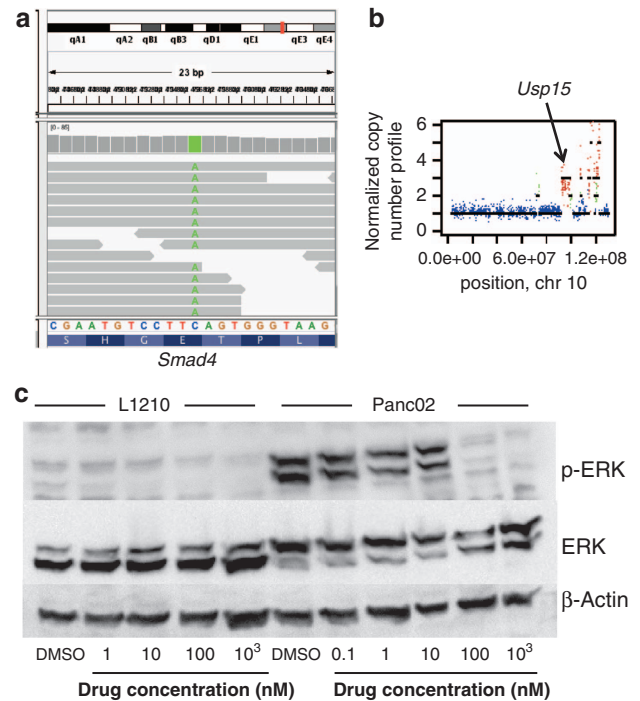 a
qA1 qA2 qB1 qB3 qD1 qE1 qE3 qE4
23 bp
[0 - 85]
A
A
A
A
A
A
A
A
A
A
A
A
C G A A T G T C C T T C A G T G G G T A A G
S H G E T P L
Smad4
b
Usp15
Normalized copy
number profile
6
4
2
0
0.0e+00 6.0e+07 1.2e+08
position, chr 10
c
L1210 Panc02
p-ERK
ERK
β-Actin
DMSO 1 10 100 10³ DMSO 0.1 1 10 100 10³
Drug concentration (nM) Drug concentration (nM)